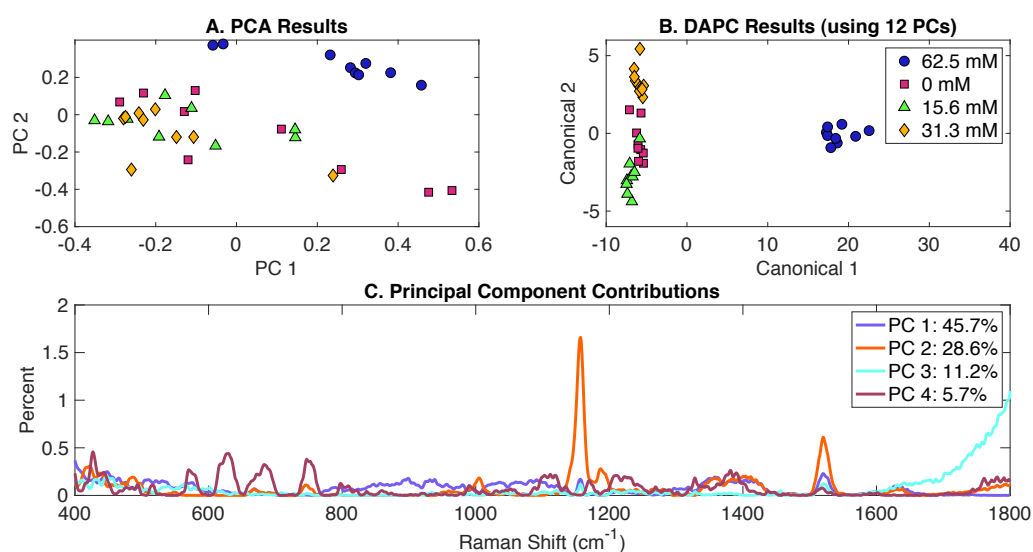 A. PCA Results
0.2
0
-0.2
-0.4
-0.6
PC 2
-0.4
-0.2
0
0.2
0.4
0.6
PC 1
B. DAPC Results (using 12 PCs)
5
0
-5
Canonical 2
-10
0
10
20
30
40
Canonical 1
62.5 mM
0 mM
15.6 mM
31.3 mM
C. Principal Component Contributions
2
1.5
1
0.5
0
Percent
400
600
800
1000
1200
1400
1600
1800
Raman Shift (cm⁻¹)
PC 1: 45.7%
PC 2: 28.6%
PC 3: 11.2%
PC 4: 5.7%